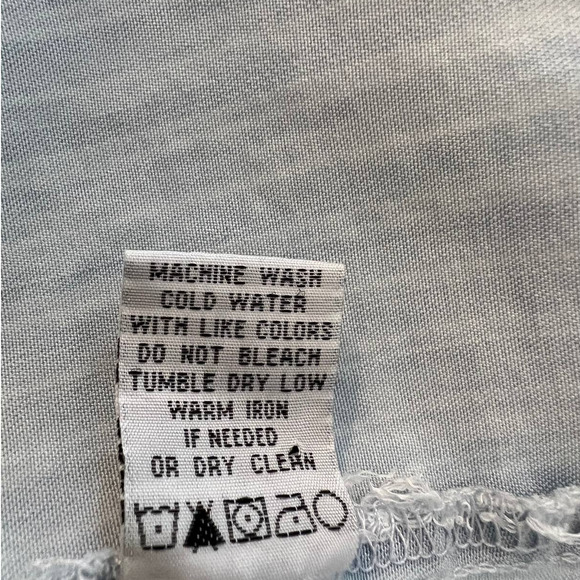 MACHINE WASH
COLD WATER
WITH LIKE COLORS
DO NOT BLEACH
TUMBLE DRY LOW
WARM IRON
IF NEEDED
OR DRY CLEAN